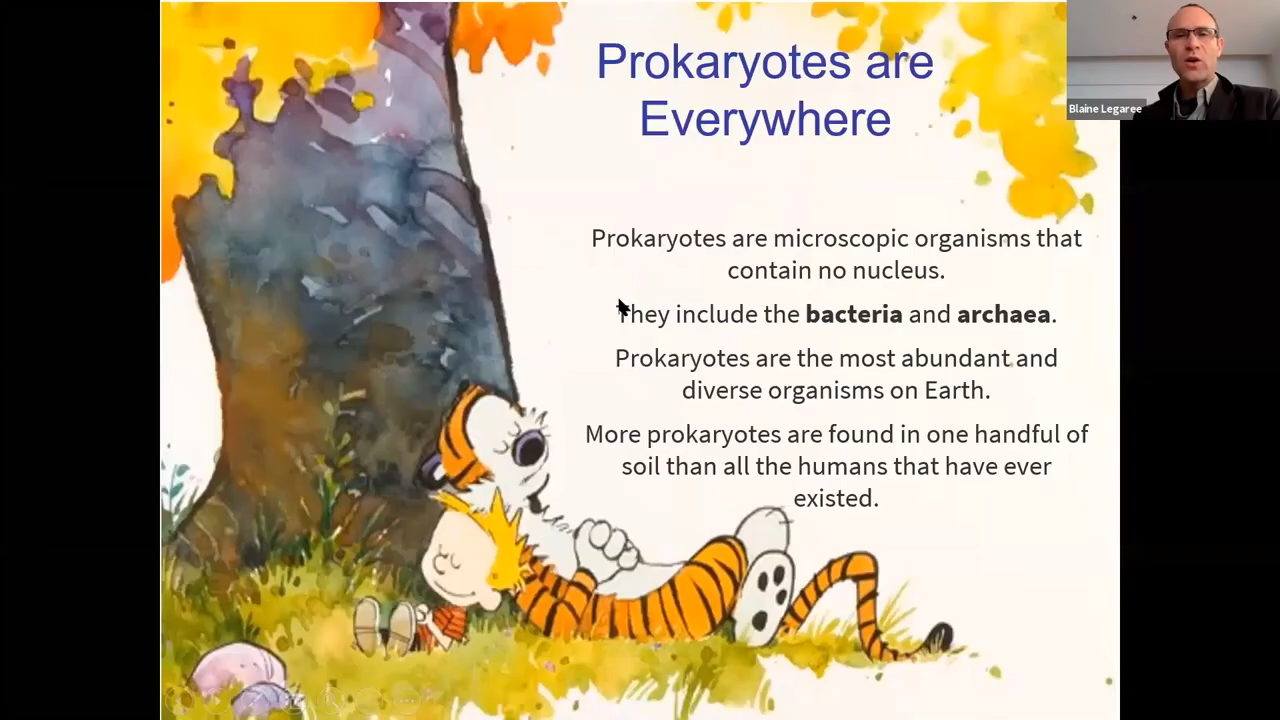 Prokaryotes are
Everywhere
Blaine Legaree
Prokaryotes are microscopic organisms that
contain no nucleus.
They include the bacteria and archaea.
Prokaryotes are the most abundant and
diverse organisms on Earth.
More prokaryotes are found in one handful of
soil than all the humans that have ever
existed.